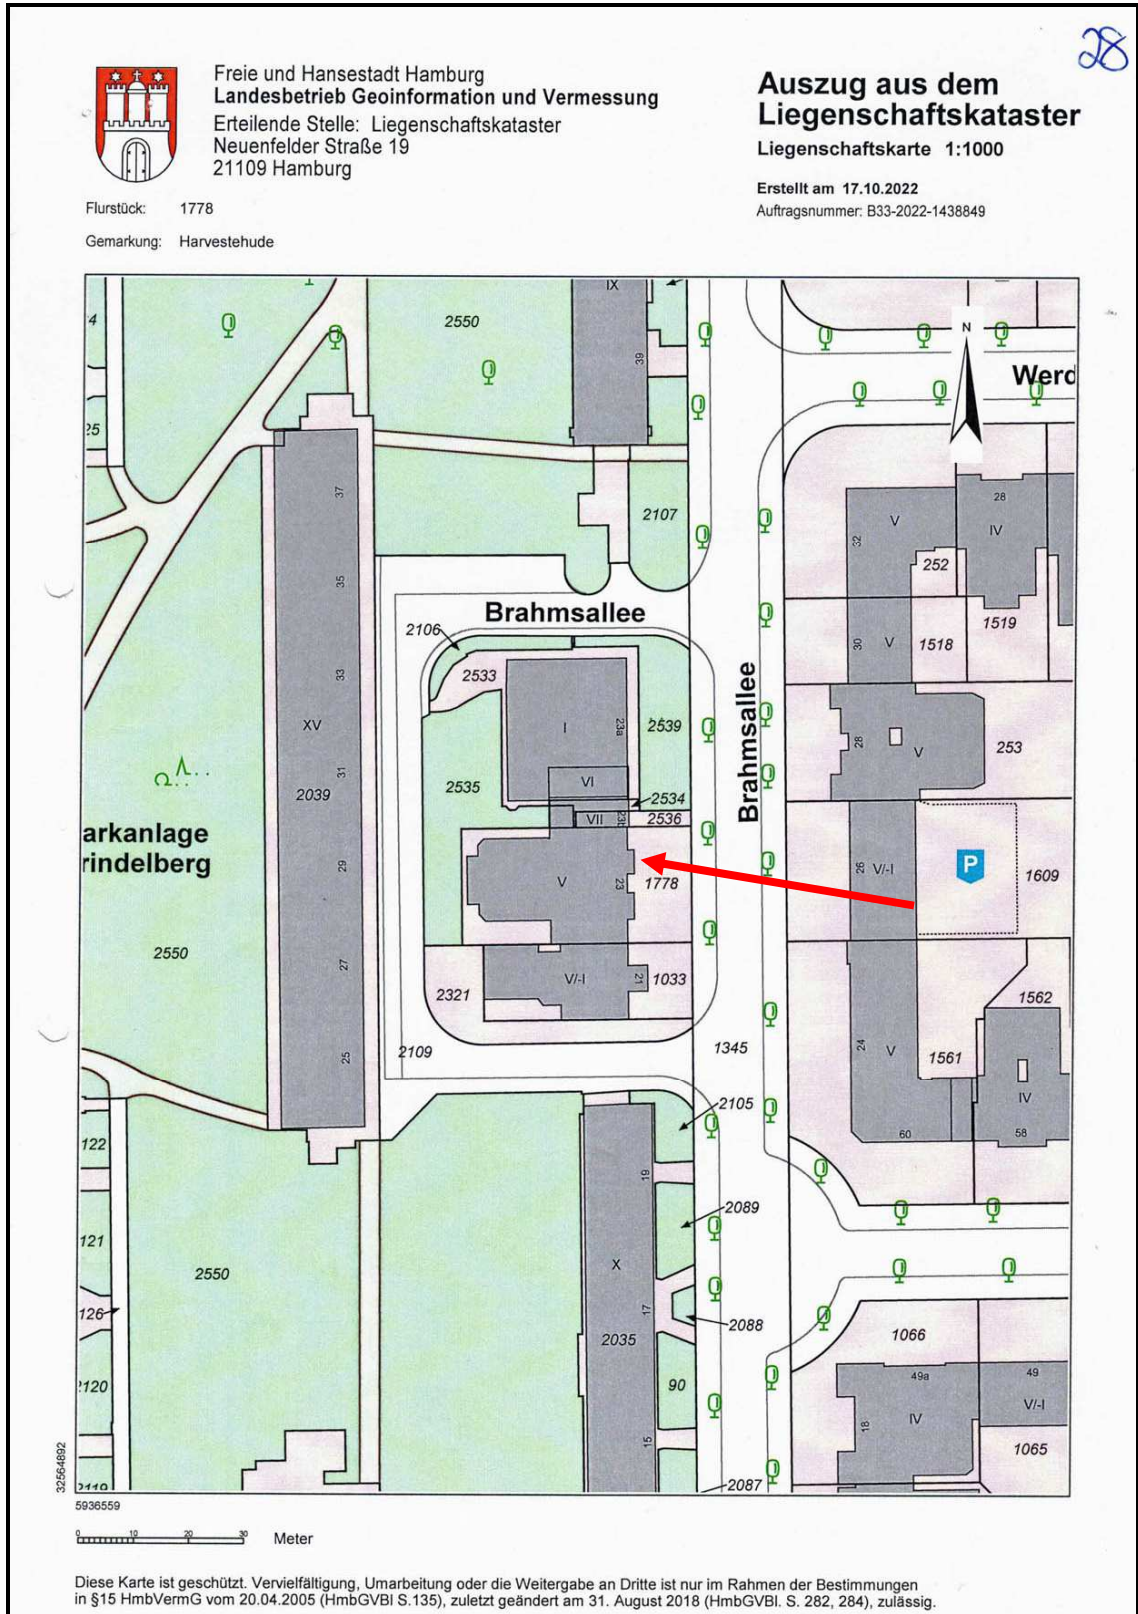 28
Freie und Hansestadt Hamburg
Landesbetrieb Geoinformation und Vermessung
Erteilende Stelle: Liegenschaftskataster
Neuenfelder Straße 19
21109 Hamburg
Auszug aus dem
Liegenschaftskataster
Liegenschaftskarte 1:1000
Erstellt am 17.10.2022
Auftragsnummer: B33-2022-1438849
Flurstück: 1778
Gemarkung: Harvestehude
IX
4
2550
39
N
Werd
25
37
2107
V
28
IV
32
252
35
Brahmsallee
2106
1519
30
V
1518
33
2533
XV
I
23a
2539
Brahmsallee
28
V
253
31
2535
VI
2534
2039
VII
23b
2536
arkanlage
rindelberg
29
V
23
1778
26
V/-I
P
1609
2550
27
V/-I
21
1033
2321
1562
25
2109
1345
24
V
1561
IV
2105
122
60
58
19
2089
121
2550
X
126
17
2088
2035
1066
2120
90
49a
49
IV
V/-I
18
15
1065
2119
2087
32564892
5936559
0 10 20 30 Meter
Diese Karte ist geschützt. Vervielfältigung, Umarbeitung oder die Weitergabe an Dritte ist nur im Rahmen der Bestimmungen
in §15 HmbVermG vom 20.04.2005 (HmbGVBl S.135), zuletzt geändert am 31. August 2018 (HmbGVBl. S. 282, 284), zulässig.